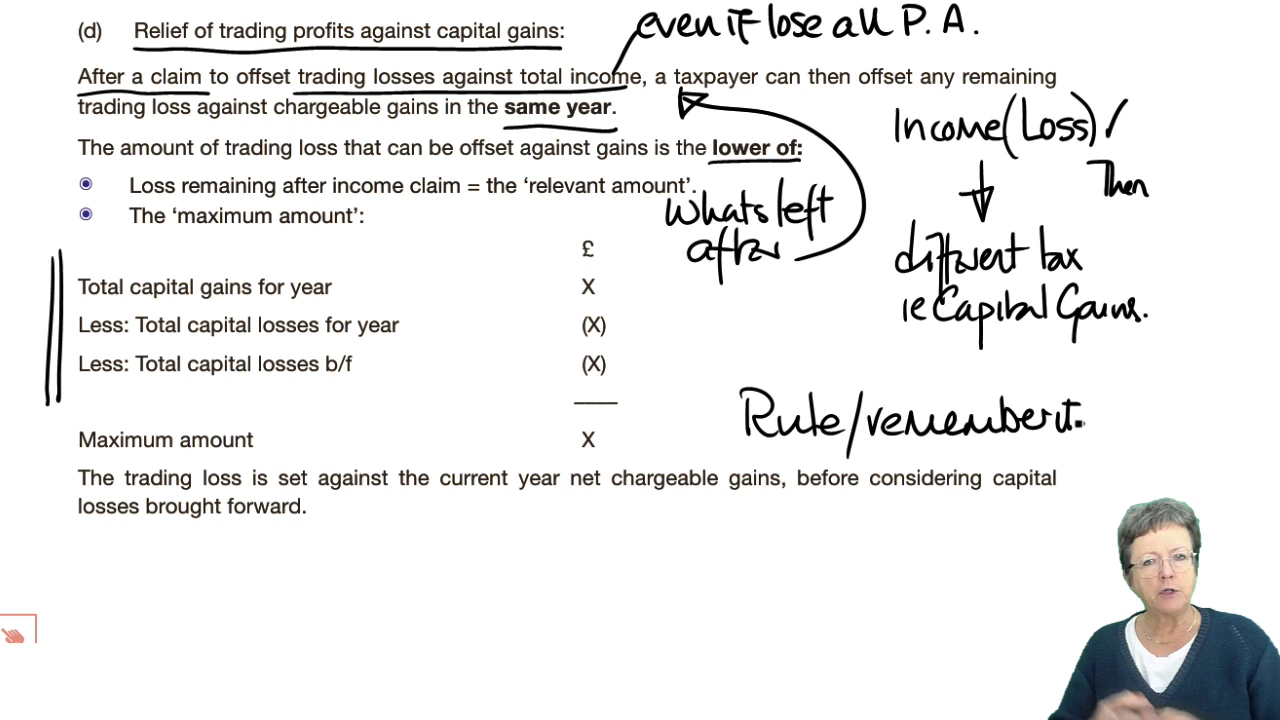 (d) Relief of trading profits against capital gains:
even if lose all P.A.
After a claim to offset trading losses against total income, a taxpayer can then offset any remaining
trading loss against chargeable gains in the same year.
Income (Loss)
Then
different tax
ie Capital Gains.
The amount of trading loss that can be offset against gains is the lower of:
Loss remaining after income claim = the ‘relevant amount’.
The ‘maximum amount’:
Whats left
after
£
Total capital gains for year X
Less: Total capital losses for year (X)
Less: Total capital losses b/f (X)
Maximum amount X
Rule/remember it.
The trading loss is set against the current year net chargeable gains, before considering capital
losses brought forward.